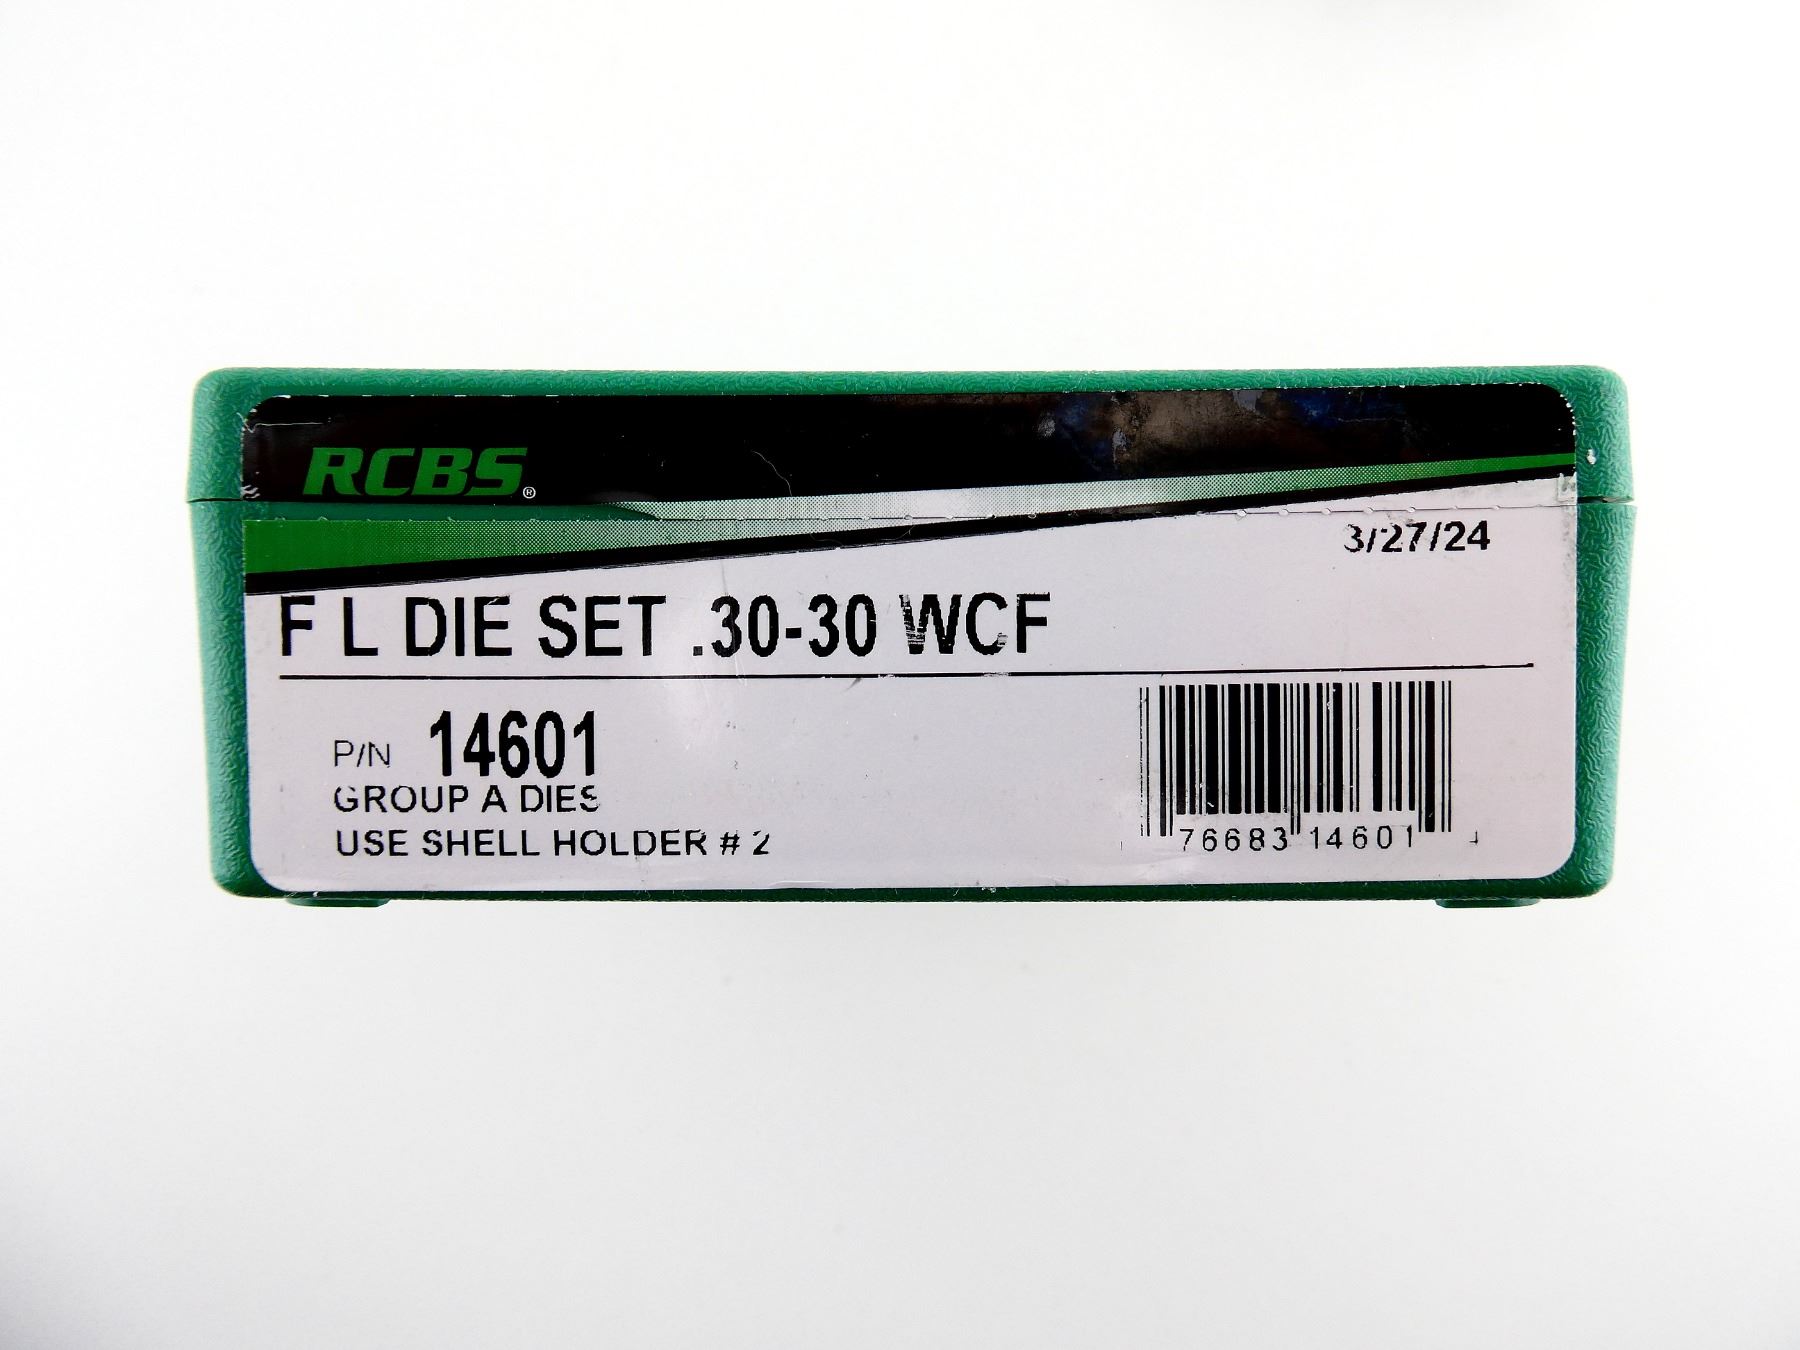 RCBS®
3/27/24
F L DIE SET .30-30 WCF
P/N 14601
GROUP A DIES
USE SHELL HOLDER # 2
76683 14601